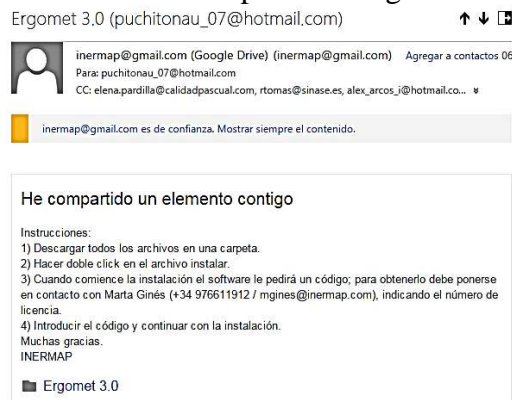 Ergomet 3.0 (puchitonau_07@hotmail.com)
inermap@gmail.com (Google Drive) (inermap@gmail.com) Agregar a contactos 06
Para: puchitonau_07@hotmail.com
CC: elena.pardilla@calidadpascual.com, rtomas@sinase.es, alex_arcos_i@hotmail.co...
inermap@gmail.com es de confianza. Mostrar siempre el contenido.
He compartido un elemento contigo
Instrucciones:
1) Descargar todos los archivos en una carpeta.
2) Hacer doble click en el archivo instalar.
3) Cuando comience la instalación el software le pedirá un código; para obtenerlo debe ponerse
en contacto con Marta Ginés (+34 976611912 / mgines@inermap.com), indicando el número de
licencia.
4) Introducir el código y continuar con la instalación.
Muchas gracias.
INERMAP
Ergomet 3.0